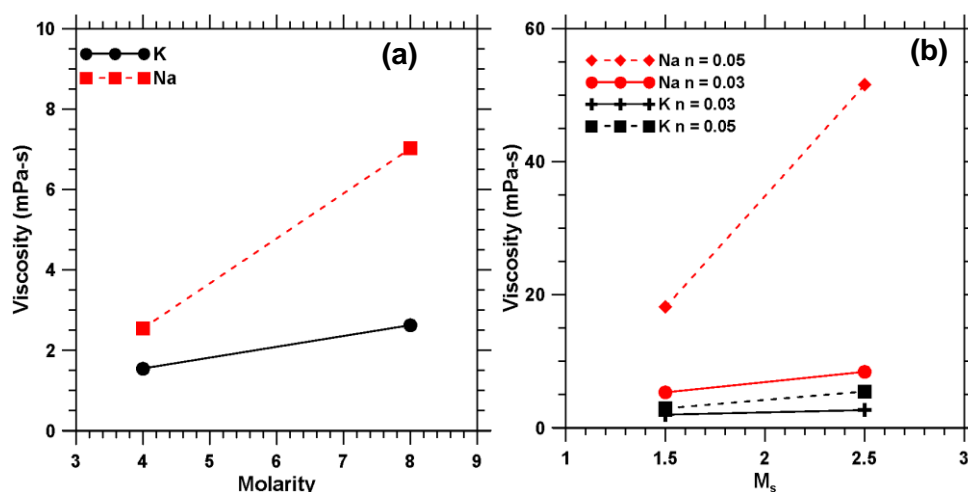 (a)
K
Na
10
8
6
4
2
0
Viscosity (mPa-s)
3 4 5 6 7 8 9
Molarity
(b)
Na n = 0.05
Na n = 0.03
K n = 0.03
K n = 0.05
60
40
20
0
Viscosity (mPa-s)
1 1.5 2 2.5 3
Ms